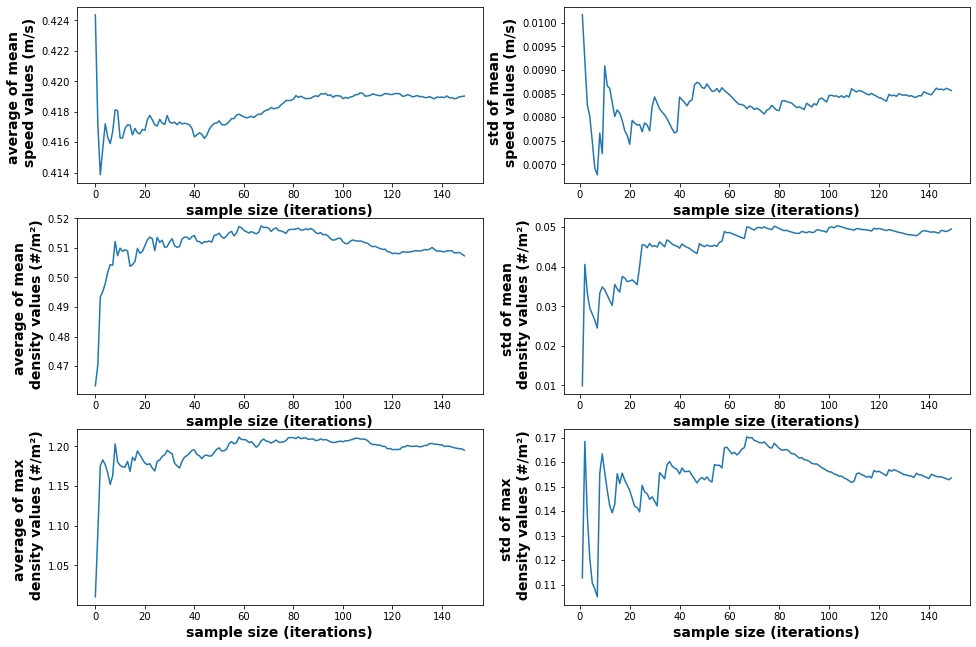 average of mean
speed values (m/s)
0.424
0.422
0.420
0.418
0.416
0.414
0 20 40 60 80 100 120 140
sample size (iterations)
std of mean
speed values (m/s)
0.0100
0.0095
0.0090
0.0085
0.0080
0.0075
0.0070
0 20 40 60 80 100 120 140
sample size (iterations)
average of mean
density values (#/m²)
0.52
0.51
0.50
0.49
0.48
0.47
0 20 40 60 80 100 120 140
sample size (iterations)
std of mean
density values (#/m²)
0.05
0.04
0.03
0.02
0.01
0 20 40 60 80 100 120 140
sample size (iterations)
average of max
density values (#/m²)
1.20
1.15
1.10
1.05
0 20 40 60 80 100 120 140
sample size (iterations)
std of max
density values (#/m²)
0.17
0.16
0.15
0.14
0.13
0.12
0.11
0 20 40 60 80 100 120 140
sample size (iterations)